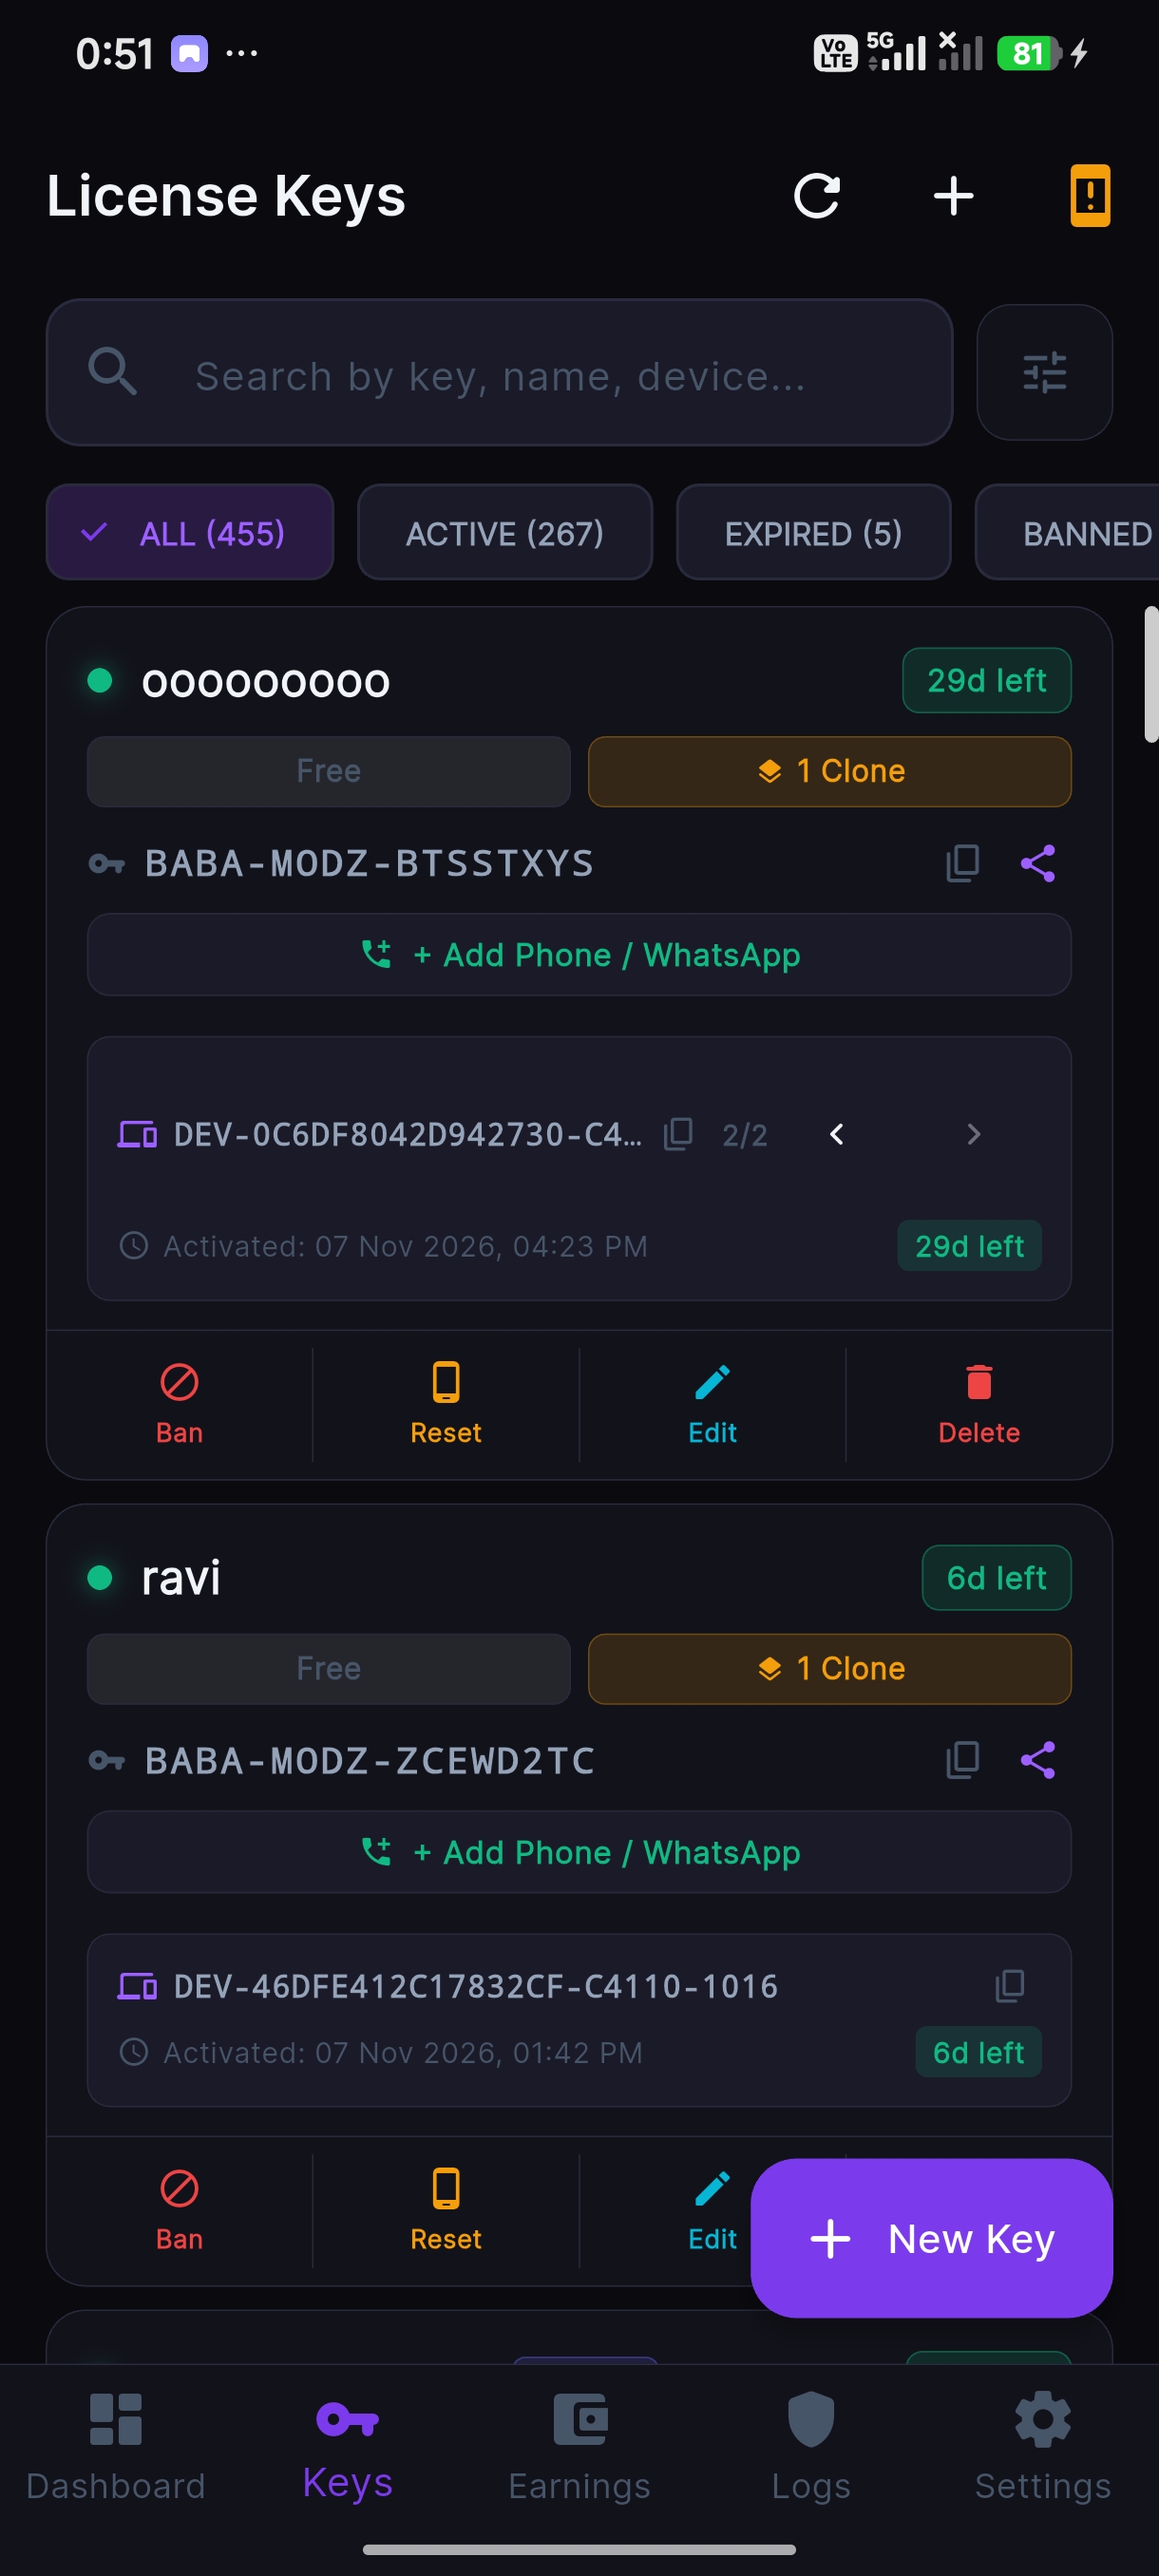 0:51 ...
Vo LTE 5G 81
License Keys
Search by key, name, device...
ALL (455) ACTIVE (267) EXPIRED (5) BANNED
ooooooooo 29d left
Free 1 Clone
BABA-MODZ-BTSSTXYS
+ Add Phone / WhatsApp
DEV-0C6DF8042D942730-C4... 2/2
Activated: 07 Nov 2026, 04:23 PM 29d left
Ban Reset Edit Delete
ravi 6d left
Free 1 Clone
BABA-MODZ-ZCEWD2TC
+ Add Phone / WhatsApp
DEV-46DFE412C17832CF-C4110-1016
Activated: 07 Nov 2026, 01:42 PM 6d left
Ban Reset Edit
+ New Key
Dashboard Keys Earnings Logs Settings